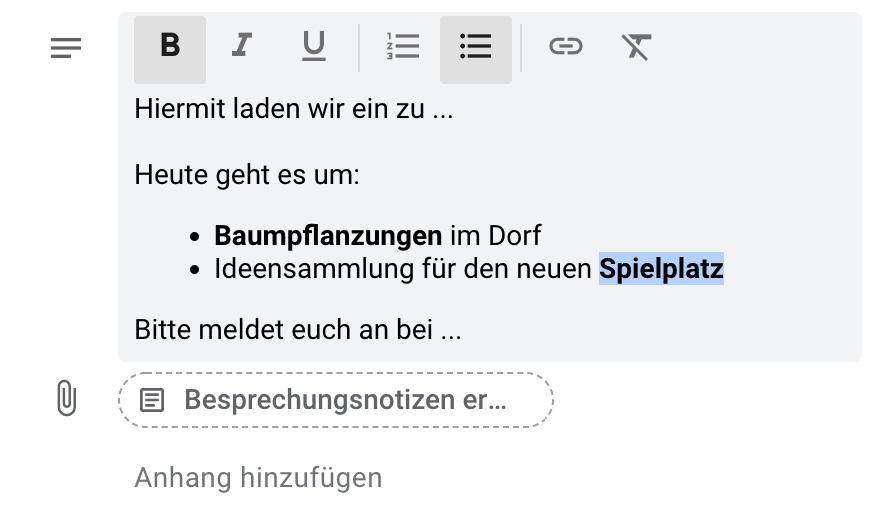 B I U
Hiermit laden wir ein zu ...
Heute geht es um:
• Baumpflanzungen im Dorf
• Ideensammlung für den neuen Spielplatz
Bitte meldet euch an bei ...
Besprechungsnotizen er...
Anhang hinzufügen